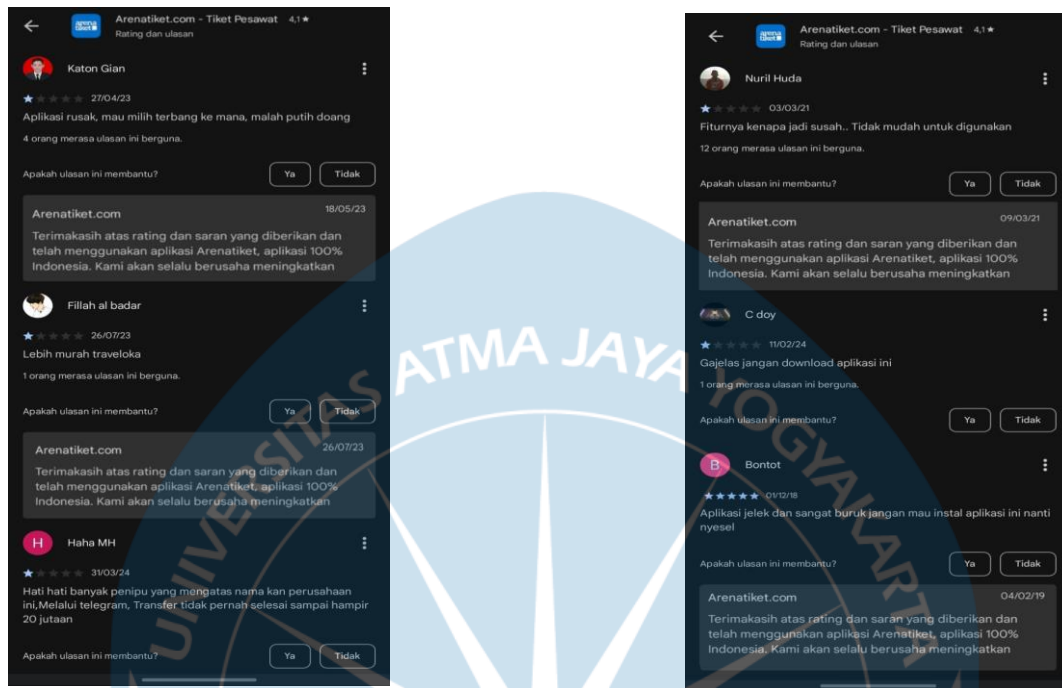 Arenatiket.com - Tiket Pesawat 4,1★
Rating dan ulasan
arena
tiket
Katon Gian
27/04/23
Aplikasi rusak, mau milih terbang ke mana, malah putih doang
4 orang merasa ulasan ini berguna.
Apakah ulasan ini membantu?
Ya
Tidak
Arenatiket.com
18/05/23
Terimakasih atas rating dan saran yang diberikan dan
telah menggunakan aplikasi Arenatiket, aplikasi 100%
Indonesia. Kami akan selalu berusaha meningkatkan
Fillah al badar
26/07/23
Lebih murah traveloka
1 orang merasa ulasan ini berguna.
Apakah ulasan ini membantu?
Ya
Tidak
Arenatiket.com
26/07/23
Terimakasih atas rating dan saran yang diberikan dan
telah menggunakan aplikasi Arenatiket, aplikasi 100%
Indonesia. Kami akan selalu berusaha meningkatkan
H
Haha MH
31/03/24
Hati hati banyak penipu yang mengatas nama kan perusahaan
ini,Melalui telegram, Transfer tidak pernah selesai sampai hampir
20 jutaan
Apakah ulasan ini membantu?
Ya
Tidak
Arenatiket.com - Tiket Pesawat 4,1★
Rating dan ulasan
arena
tiket
Nuril Huda
03/03/21
Fiturnya kenapa jadi susah.. Tidak mudah untuk digunakan
12 orang merasa ulasan ini berguna.
Apakah ulasan ini membantu?
Ya
Tidak
Arenatiket.com
09/03/21
Terimakasih atas rating dan saran yang diberikan dan
telah menggunakan aplikasi Arenatiket, aplikasi 100%
Indonesia. Kami akan selalu berusaha meningkatkan
C doy
11/02/24
Gajelas jangan download aplikasi ini
1 orang merasa ulasan ini berguna.
Apakah ulasan ini membantu?
Ya
Tidak
B
Bontot
01/12/18
Aplikasi jelek dan sangat buruk jangan mau instal aplikasi ini nanti
nyesel
Apakah ulasan ini membantu?
Ya
Tidak
Arenatiket.com
04/02/19
Terimakasih atas rating dan saran yang diberikan dan
telah menggunakan aplikasi Arenatiket, aplikasi 100%
Indonesia. Kami akan selalu berusaha meningkatkan
UNIVERSITAS ATMA JAYA YOGYAKARTA